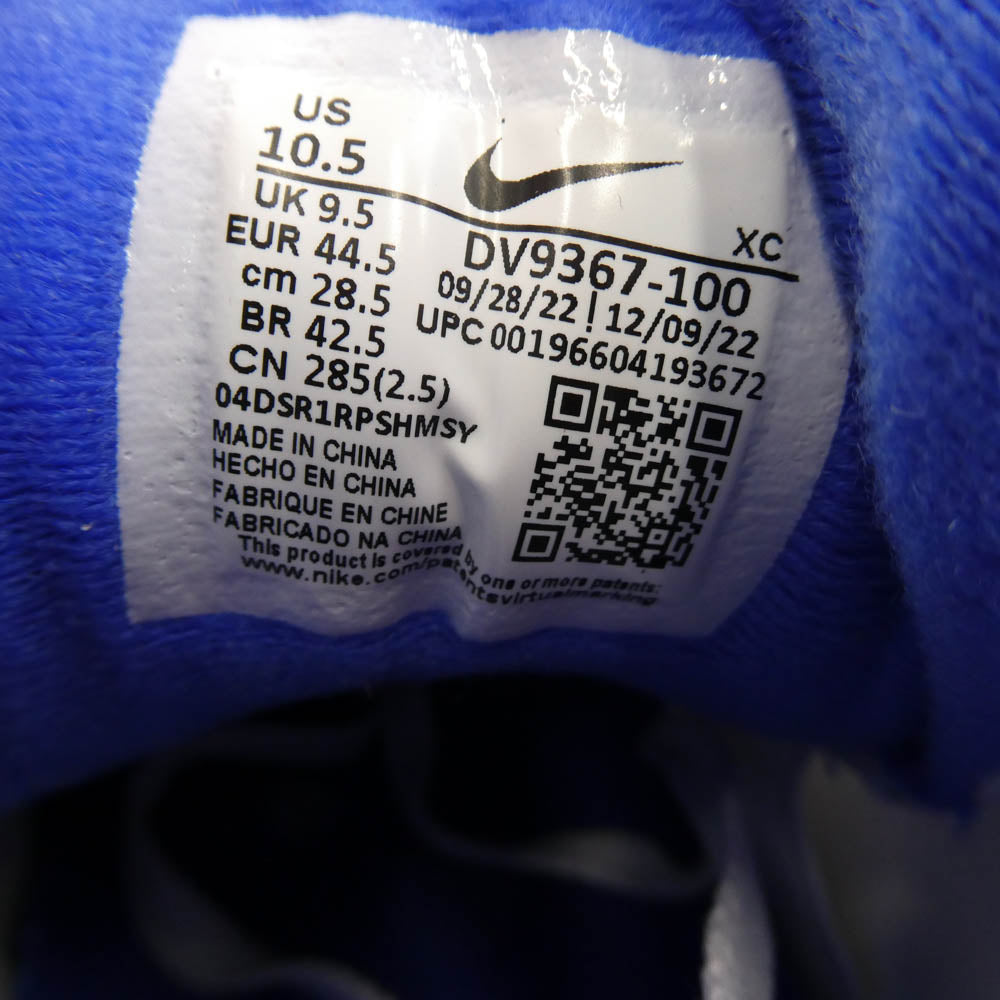 US
10.5
UK 9.5
EUR 44.5
cm 28.5
BR 42.5
CN 285(2.5)
04DSR1RPSHMSY
XC
DV9367-100
09/28/22 | 12/09/22
UPC 00196604193672
MADE IN CHINA
HECHO EN CHINA
FABRIQUE EN CHINE
FABRICADO NA CHINA
This product is covered by one or more patents:
www.nike.com/patentsvirtualmarking